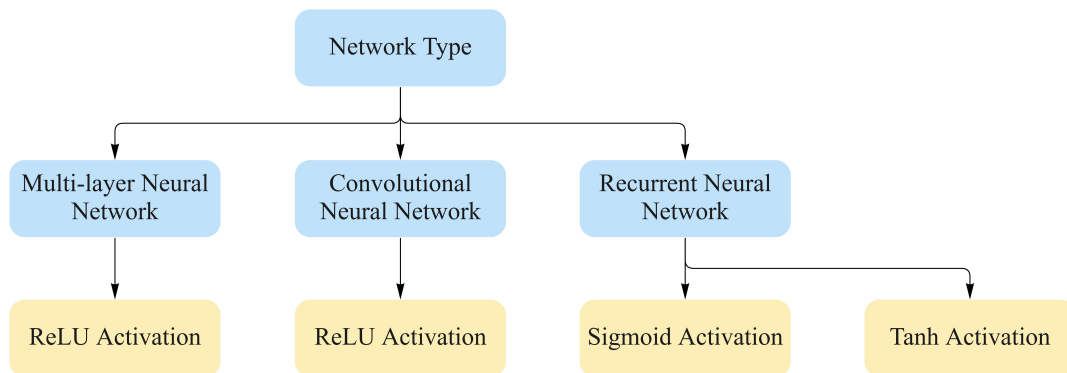 Network Type
Multi-layer Neural
Network
Convolutional
Neural Network
Recurrent Neural
Network
ReLU Activation
ReLU Activation
Sigmoid Activation
Tanh Activation